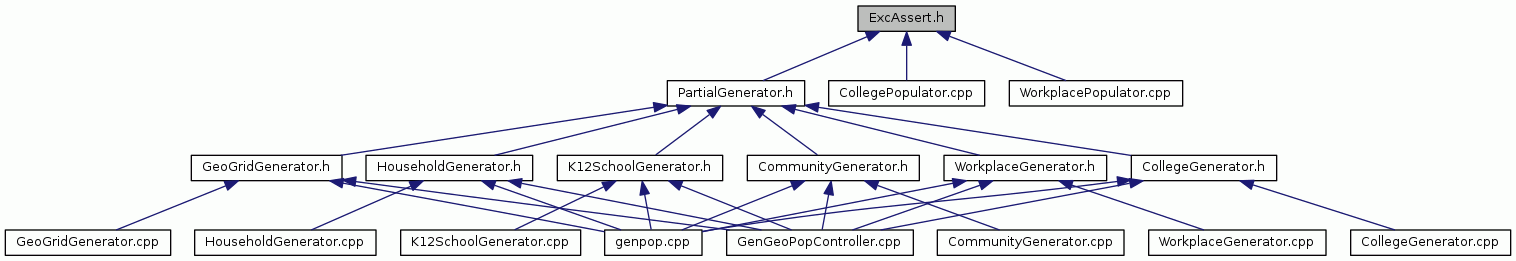 ExcAssert.h
PartialGenerator.h
CollegePopulator.cpp
WorkplacePopulator.cpp
GeoGridGenerator.h
HouseholdGenerator.h
K12SchoolGenerator.h
CommunityGenerator.h
WorkplaceGenerator.h
CollegeGenerator.h
GeoGridGenerator.cpp
HouseholdGenerator.cpp
K12SchoolGenerator.cpp
genpop.cpp
GenGeoPopController.cpp
CommunityGenerator.cpp
WorkplaceGenerator.cpp
CollegeGenerator.cpp